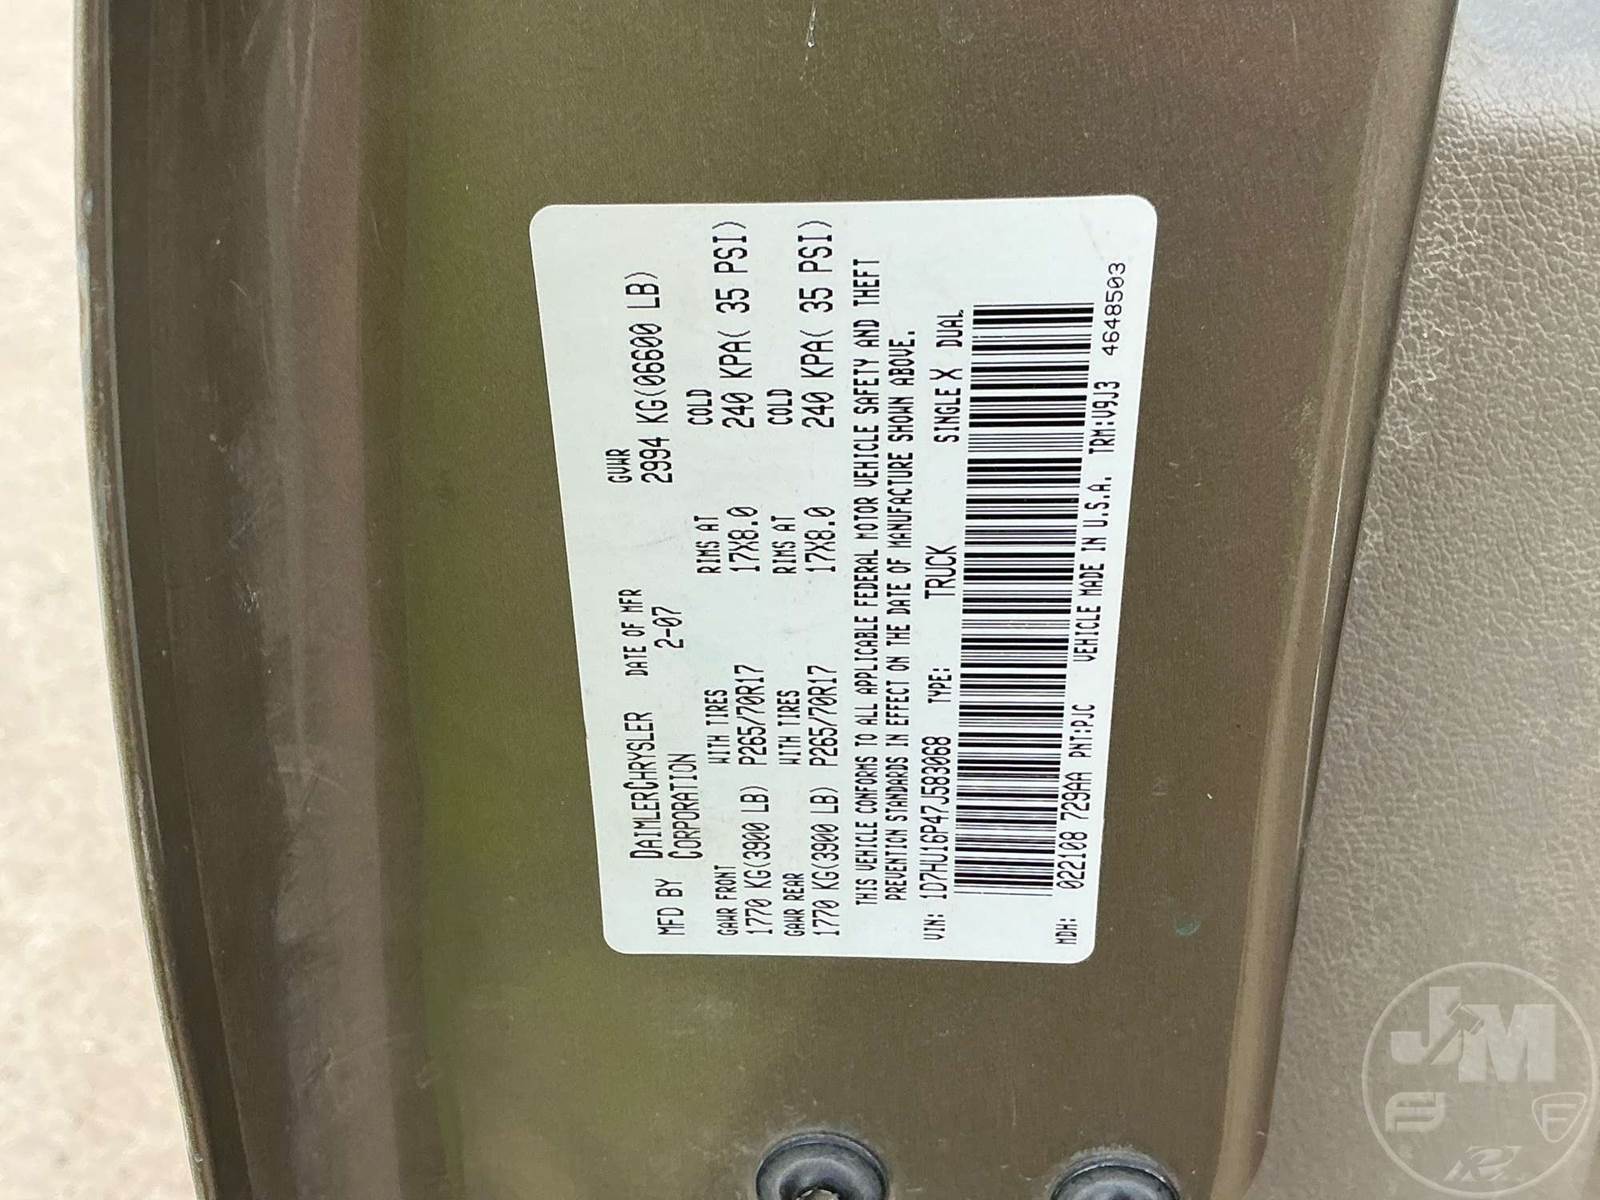 MFD BY DAIMLERCHRYSLER CORPORATION
DATE OF MFR 2-07
GVWR 2994 KG(06600 LB)
GAWR FRONT WITH TIRES RIMS AT COLD
1770 KG(3900 LB) P265/70R17 17X8.0 240 KPA( 35 PSI)
GAWR REAR WITH TIRES RIMS AT COLD
1770 KG(3900 LB) P265/70R17 17X8.0 240 KPA( 35 PSI)
THIS VEHICLE CONFORMS TO ALL APPLICABLE FEDERAL MOTOR VEHICLE SAFETY AND THEFT
PREVENTION STANDARDS IN EFFECT ON THE DATE OF MANUFACTURE SHOWN ABOVE.
VIN: 1D7HU16P47J583068 TYPE: TRUCK SINGLE X DUAL
MDH: 022108 729AA PNT:PJC VEHICLE MADE IN U.S.A. TRM:V9J3 4648503
JM